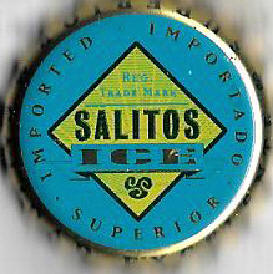 IMPORTED · IMPORTADO · SUPERIOR ·
REG.
TRADE MARK
SALITOS
ICE
S